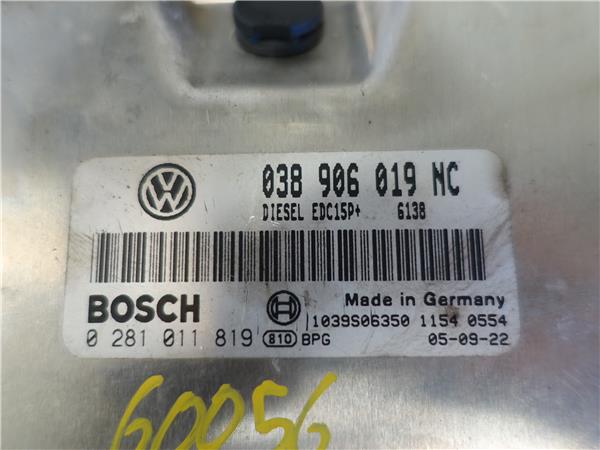 038 906 019 NC
DIESEL EDC15P+ 6138
BOSCH
Made in Germany
0 281 011 819 810 BPG
1039S06350 1154 0554
05-09-22
60056